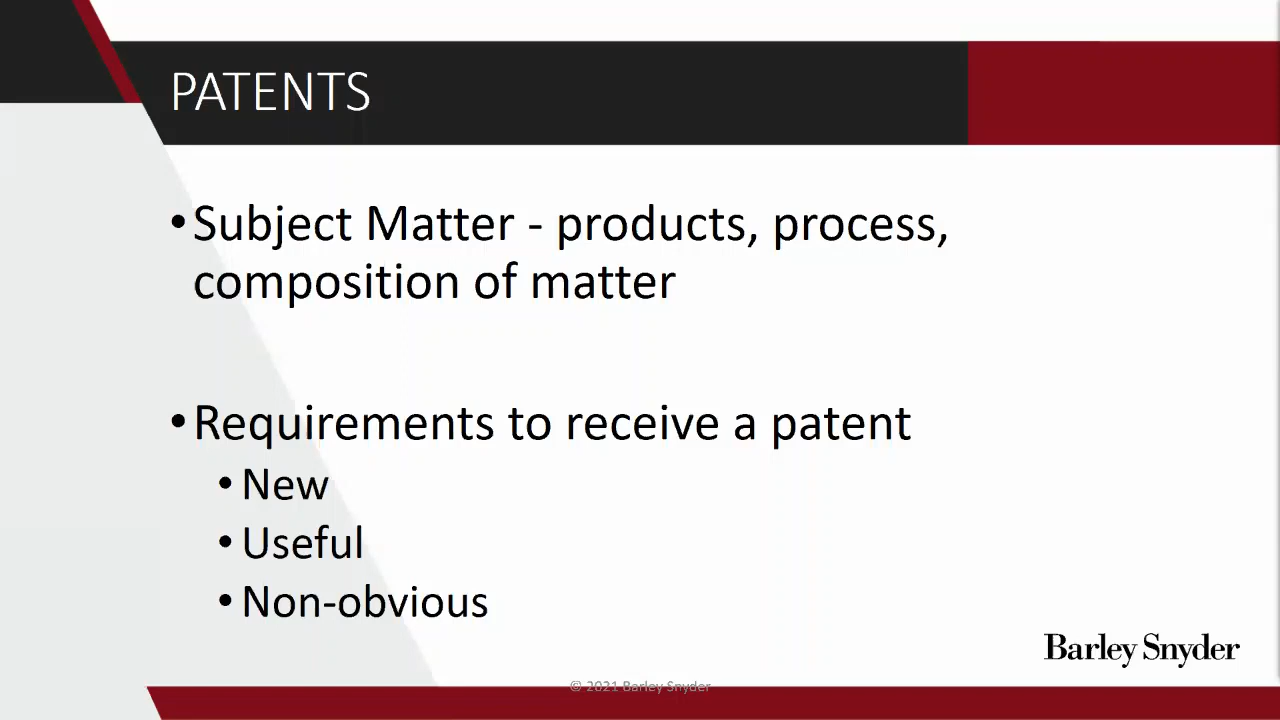 PATENTS
•Subject Matter - products, process,
composition of matter
•Requirements to receive a patent
•New
•Useful
•Non-obvious
Barley Snyder
© 2021 Barley Snyder